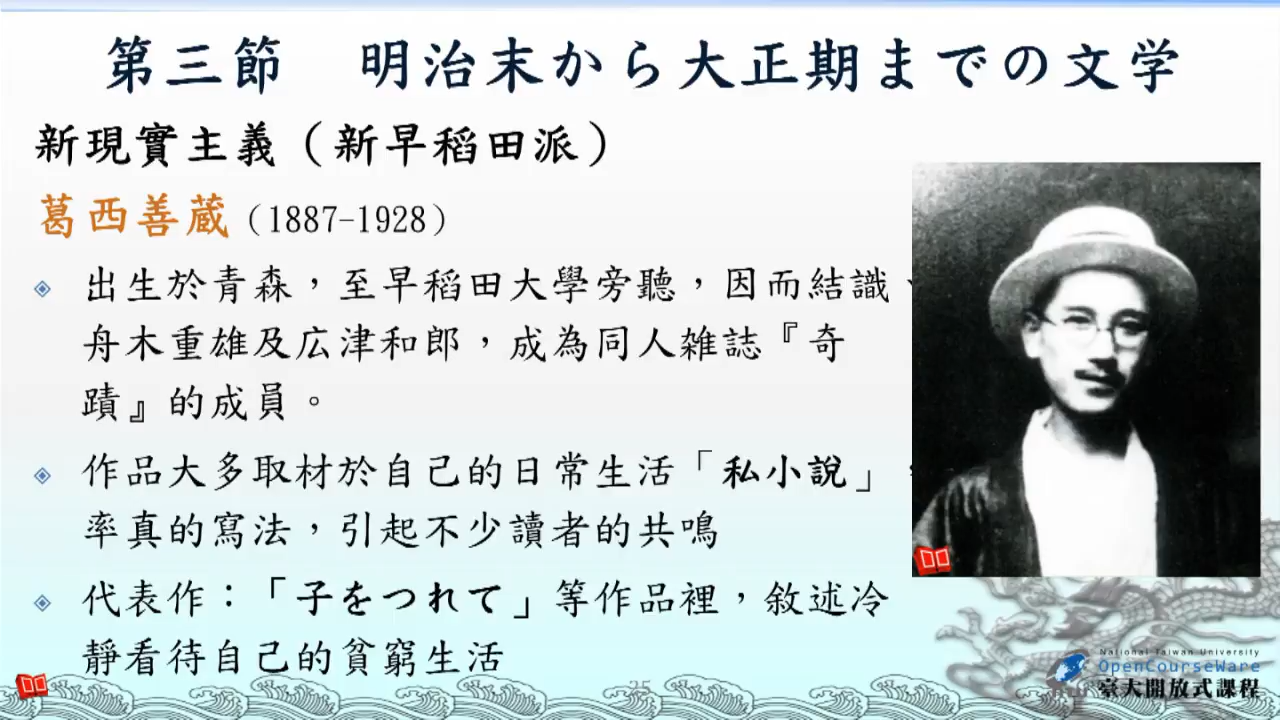 第三節　明治末から大正期までの文学
新現實主義（新早稻田派）
葛西善蔵（1887-1928）
出生於青森，至早稻田大學旁聽，因而結識、
舟木重雄及広津和郎，成為同人雑誌『奇
蹟』的成員。
作品大多取材於自己的日常生活「私小說」，
率真的寫法，引起不少讀者的共鳴
代表作：「子をつれて」等作品裡，敘述冷
靜看待自己的貧窮生活
25
National Taiwan University
OpenCourseWare
臺大開放式課程